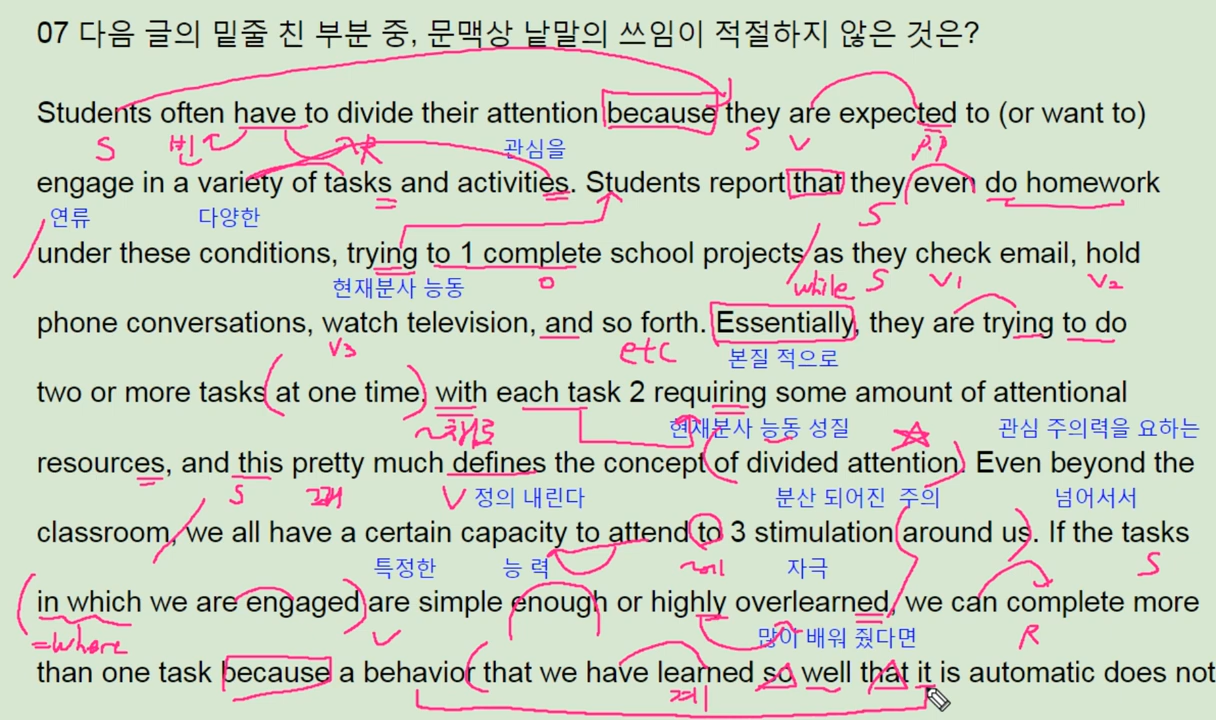 07 다음 글의 밑줄 친 부분 중, 문맥상 낱말의 쓰임이 적절하지 않은 것은?
Students often have to divide their attention because they are expected to (or want to)
S 빈 S V p.p
관심을
engage in a variety of tasks and activities. Students report that they even do homework
연류 다양한 S
under these conditions, trying to 1 complete school projects as they check email, hold
현재분사 능동 O while S V1 V2
phone conversations, watch television, and so forth. Essentially, they are trying to do
V3 etc 본질 적으로
two or more tasks at one time, with each task 2 requiring some amount of attentional
~채로 현재분사 능동 성질 관심 주의력을 요하는
resources, and this pretty much defines the concept of divided attention. Even beyond the
S 꽤 V 정의 내린다 분산 되어진 주의 넘어서서
classroom, we all have a certain capacity to attend to 3 stimulation around us. If the tasks
특정한 능 력 ~에 자극 S
in which we are engaged are simple enough or highly overlearned, we can complete more
=where V 많이 배워 줬다면 R
than one task because a behavior that we have learned so well that it is automatic does not
계